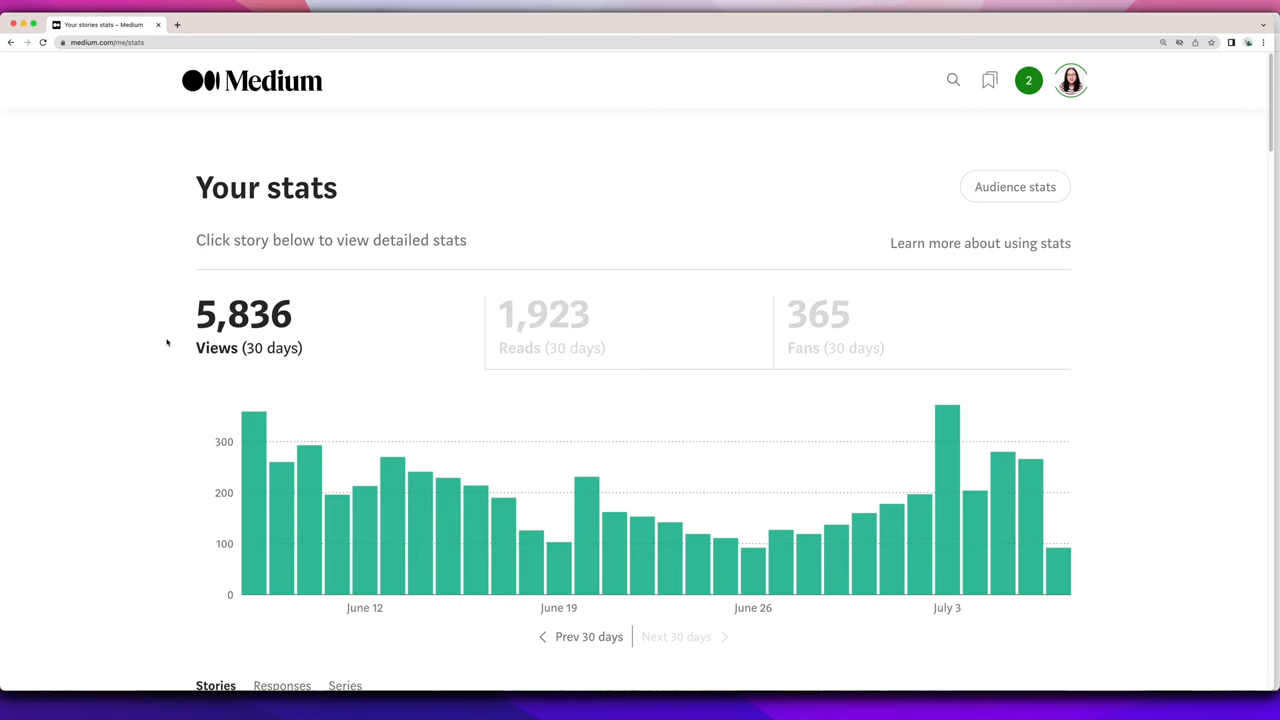 Your stories stats – Medium
medium.com/me/stats
Medium
2
Your stats
Audience stats
Click story below to view detailed stats
Learn more about using stats
5,836
Views (30 days)
1,923
Reads (30 days)
365
Fans (30 days)
300
200
100
0
June 12
June 19
June 26
July 3
Prev 30 days
Next 30 days
Stories
Responses
Series